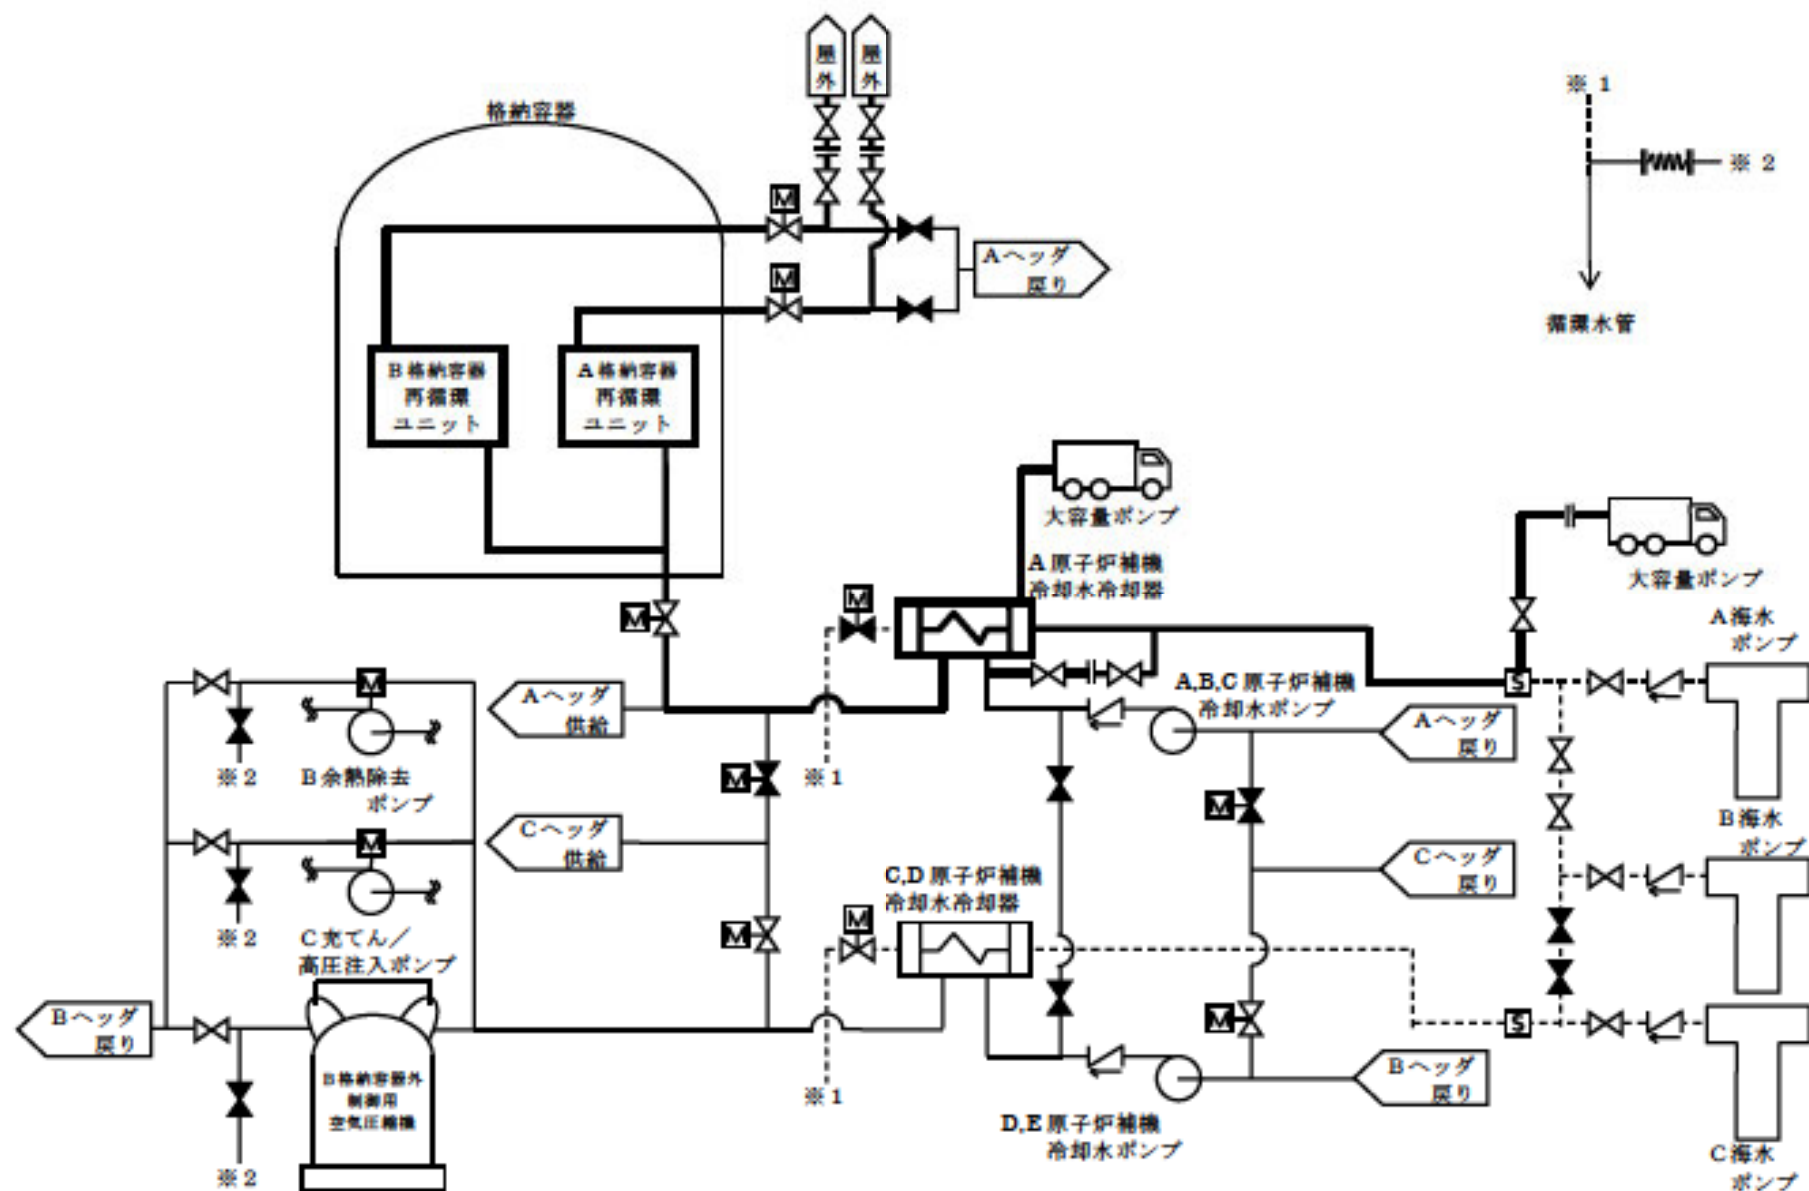 屋
外
屋
外
※1
格納容器
※2
M
Aヘッダ
戻り
M
循環水管
B格納容器
再循環
ユニット
A格納容器
再循環
ユニット
大容量ポンプ
大容量ポンプ
A原子炉補機
冷却水冷却器
M
M
A海水
ポンプ
M
S
A,B,C原子炉補機
冷却水ポンプ
Aヘッダ
供給
Aヘッダ
戻り
※2
B余熱除去
ポンプ
M
※1
M
Cヘッダ
供給
B海水
ポンプ
M
Cヘッダ
戻り
C,D原子炉補機
冷却水冷却器
※2
C充てん／
高圧注入ポンプ
M
M
Bヘッダ
戻り
M
S
B格納容器外
制御用
空気圧縮機
※1
Bヘッダ
戻り
D,E原子炉補機
冷却水ポンプ
※2
C海水
ポンプ